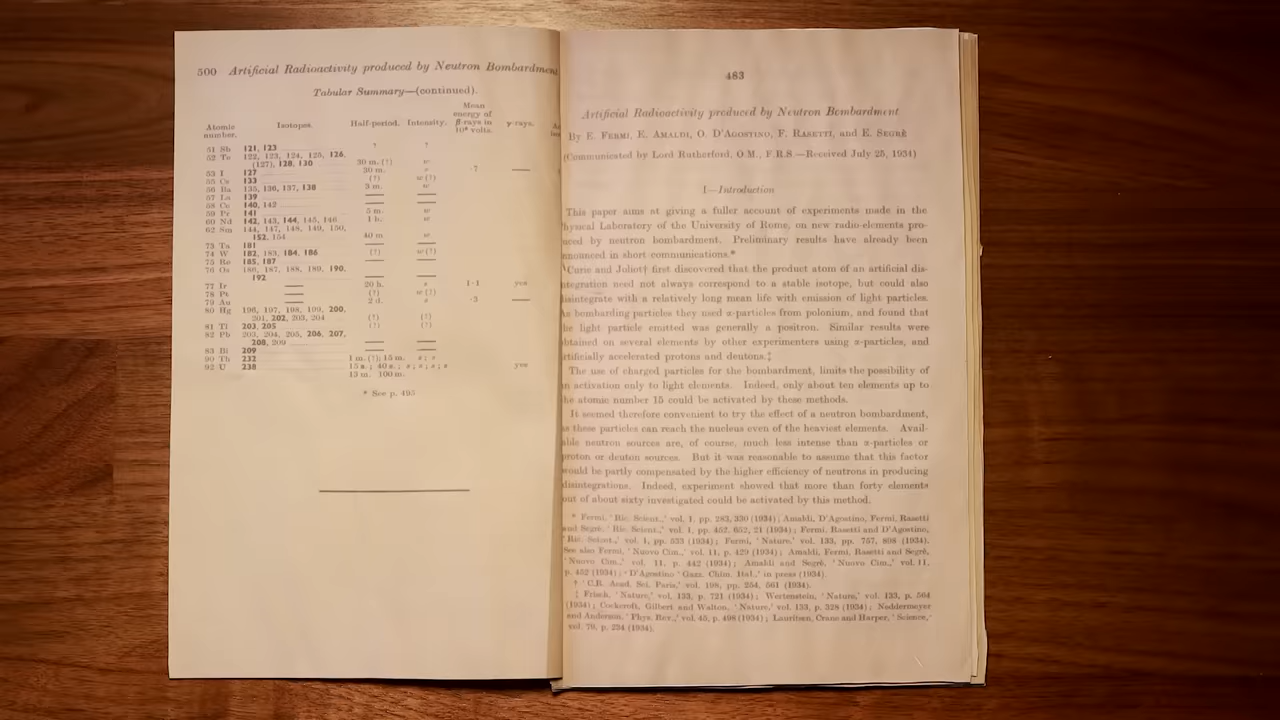 500 Artificial Radioactivity produced by Neutron Bombardment
Tabular Summary—(continued).
Atomic number. Isotopes. Half-period. Intensity. Mean energy of β-rays in 10⁶ volts. γ-rays.
51 Sb 121, 123 ? ?
52 Te 122, 123, 124, 125, 126,
(127), 128, 130 30 m. (?) w
53 I 127 30 m. s ·7 —
55 Cs 133 (?) w (?)
56 Ba 135, 136, 137, 138 3 m. w
57 La 139 — —
58 Ce 140, 142 — —
59 Pr 141 5 m. w
60 Nd 142, 143, 144, 145, 146 1 h. w
62 Sm 144, 147, 148, 149, 150,
152, 154 40 m. w
73 Ta 181 — —
74 W 182, 183, 184, 186 (?) w (?)
75 Re 185, 187 — —
76 Os 186, 187, 188, 189, 190,
192 — —
77 Ir — 20 h. s 1·1 yes
78 Pt — (?) w (?)
79 Au — 2 d. s ·3 —
80 Hg 196, 197, 198, 199, 200,
201, 202, 203, 204 (?) (?)
81 Tl 203, 205 (?) (?)
82 Pb 203, 204, 205, 206, 207,
208, 209 — —
83 Bi 209 — —
90 Th 232 1 m. (?); 15 m. s; s
92 U 238 15 s.; 40 s.; s; s; s; s yes
13 m. 100 m.
* See p. 495
483
Artificial Radioactivity produced by Neutron Bombardment
By E. FERMI, E. AMALDI, O. D'AGOSTINO, F. RASETTI, and E. SEGRÈ
(Communicated by Lord Rutherford, O.M., F.R.S.—Received July 25, 1934)
I—Introduction
This paper aims at giving a fuller account of experiments made in the
Physical Laboratory of the University of Rome, on new radio-elements pro-
duced by neutron bombardment. Preliminary results have already been
announced in short communications.*
Curie and Joliot† first discovered that the product atom of an artificial dis-
integration need not always correspond to a stable isotope, but could also
disintegrate with a relatively long mean life with emission of light particles.
As bombarding particles they used α-particles from polonium, and found that
the light particle emitted was generally a positron. Similar results were
obtained on several elements by other experimenters using α-particles, and
artificially accelerated protons and deutons.‡
The use of charged particles for the bombardment, limits the possibility of
an activation only to light elements. Indeed, only about ten elements up to
the atomic number 15 could be activated by these methods.
It seemed therefore convenient to try the effect of a neutron bombardment,
as these particles can reach the nucleus even of the heaviest elements. Avail-
able neutron sources are, of course, much less intense than α-particles or
proton or deuton sources. But it was reasonable to assume that this factor
would be partly compensated by the higher efficiency of neutrons in producing
disintegrations. Indeed, experiment showed that more than forty elements
out of about sixty investigated could be activated by this method.
* Fermi, 'Ric. Scient.,' vol. 1, pp. 283, 330 (1934); Amaldi, D'Agostino, Fermi, Rasetti
and Segrè, 'Ric. Scient.,' vol. 1, pp. 452, 652, 21 (1934); Fermi, Rasetti and D'Agostino,
'Ric. Scient.,' vol. 1, pp. 533 (1934); Fermi, 'Nature,' vol. 133, pp. 757, 898 (1934).
See also Fermi, 'Nuovo Cim.,' vol. 11, p. 429 (1934); Amaldi, Fermi, Rasetti and Segrè,
'Nuovo Cim.,' vol. 11, p. 442 (1934); Amaldi and Segrè, 'Nuovo Cim.,' vol. 11,
p. 452 (1934); D'Agostino 'Gazz. Chim. Ital.,' in press (1934).
† 'C.R. Acad. Sci. Paris,' vol. 198, pp. 254, 561 (1934).
‡ Frisch, 'Nature,' vol. 133, p. 721 (1934); Wertenstein, 'Nature,' vol. 133, p. 564
(1934); Cockcroft, Gilbert and Walton, 'Nature,' vol. 133, p. 328 (1934); Neddermeyer
and Anderson, 'Phys. Rev.,' vol. 45, p. 498 (1934); Lauritsen, Crane and Harper, 'Science,'
vol. 79, p. 234 (1934).